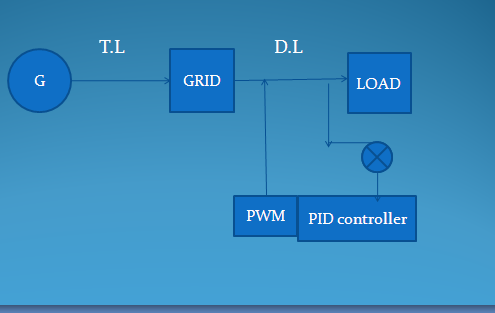 T.L
D.L
G
GRID
LOAD
PWM
PID controller